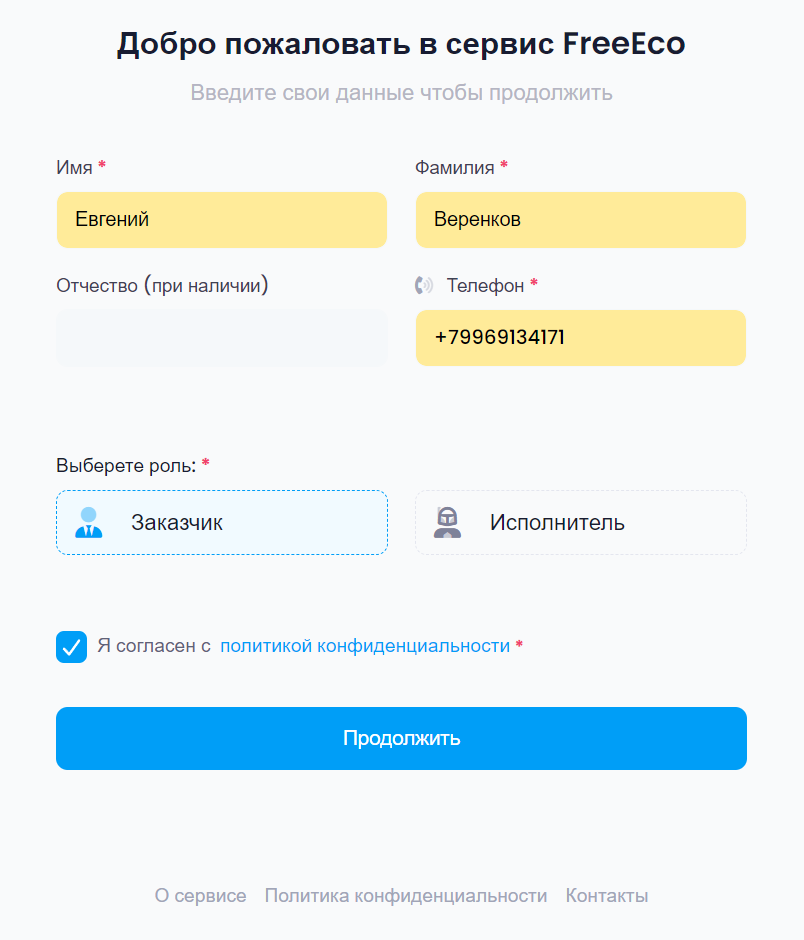 Добро пожаловать в сервис FreeEco
Введите свои данные чтобы продолжить
Имя * Фамилия *
Евгений Веренков
Отчество (при наличии) Телефон *
+79969134171
Выберете роль: *
Заказчик Исполнитель
Я согласен с политикой конфиденциальности *
Продолжить
О сервисе Политика конфиденциальности Контакты